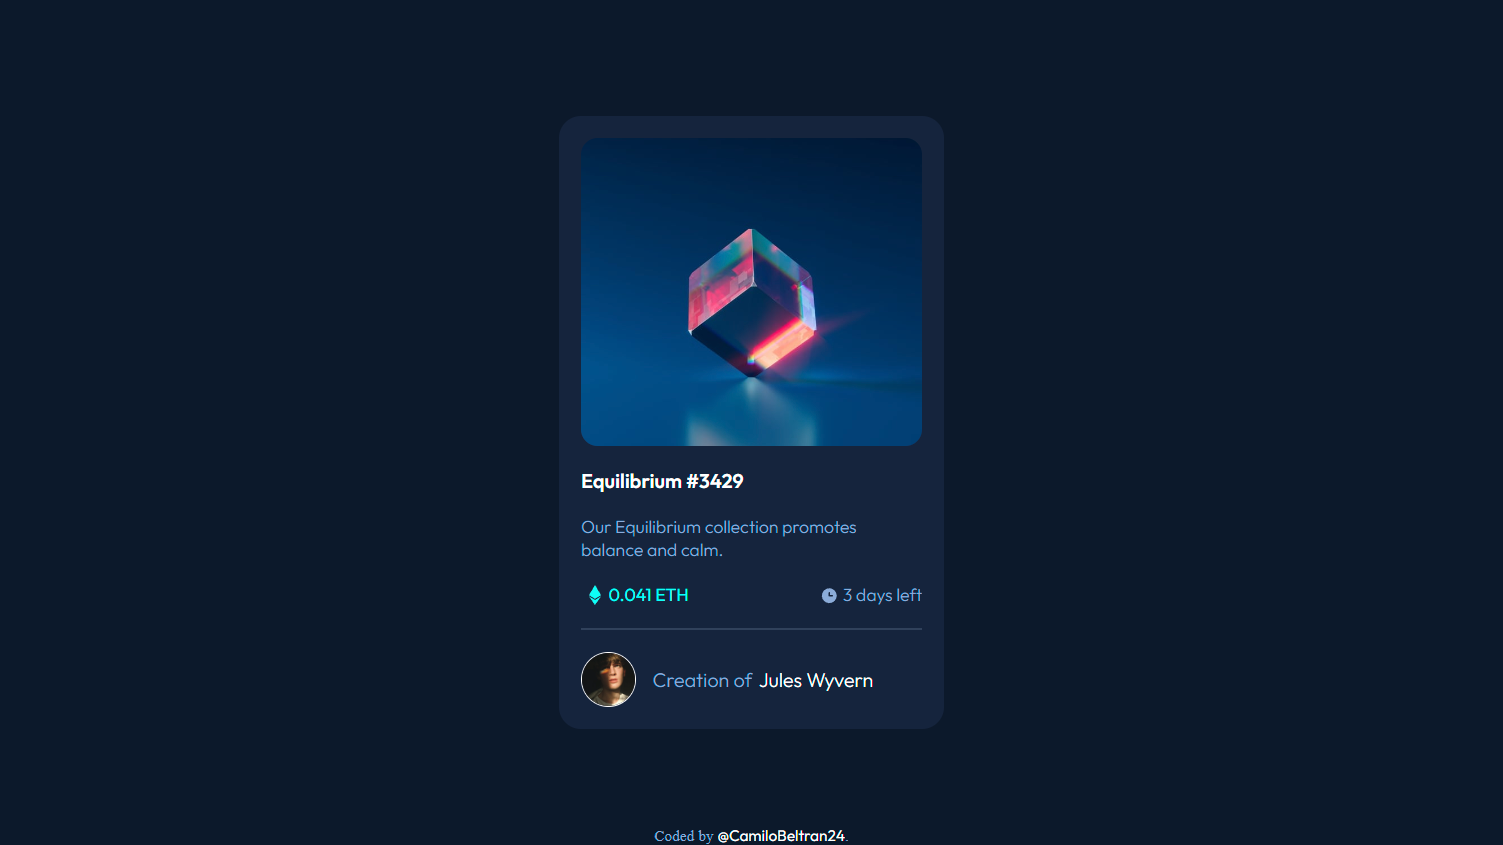 Equilibrium #3429
Our Equilibrium collection promotes
balance and calm.
0.041 ETH
3 days left
Creation of Jules Wyvern
Coded by @CamiloBeltran24.